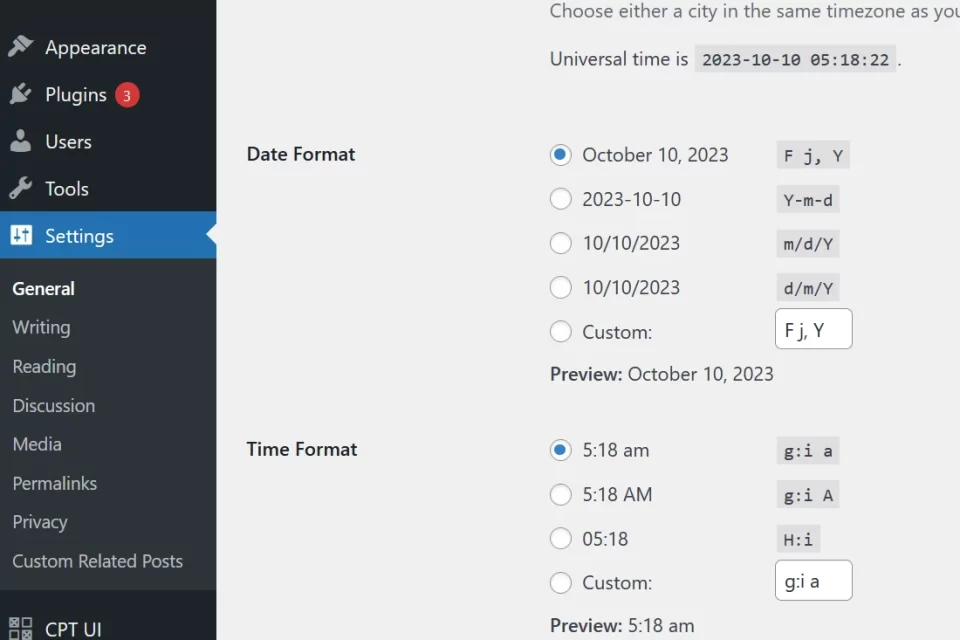 Appearance
Plugins 3
Users
Tools
Settings
General
Writing
Reading
Discussion
Media
Permalinks
Privacy
Custom Related Posts
CPT UI
Choose either a city in the same timezone as you
Universal time is 2023-10-10 05:18:22 .
Date Format
October 10, 2023 F j, Y
2023-10-10 Y-m-d
10/10/2023 m/d/Y
10/10/2023 d/m/Y
Custom: F j, Y
Preview: October 10, 2023
Time Format
5:18 am g:i a
5:18 AM g:i A
05:18 H:i
Custom: g:i a
Preview: 5:18 am